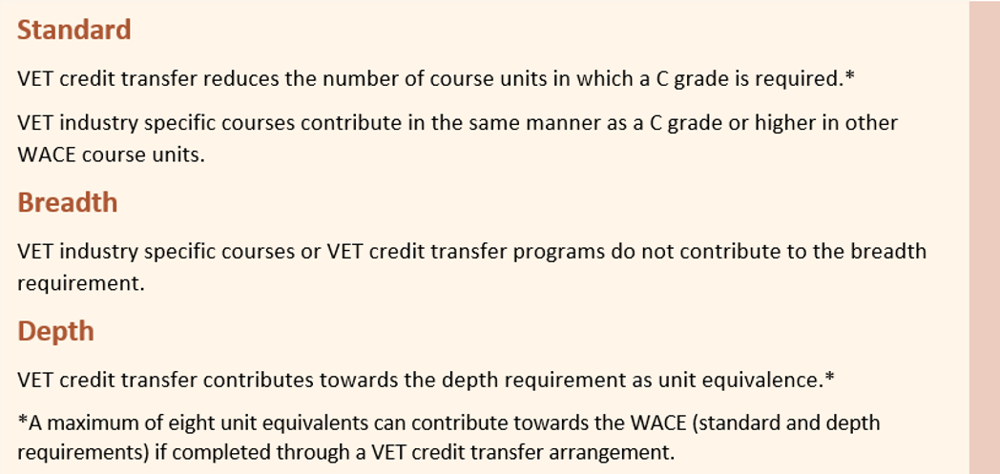 Standard
VET credit transfer reduces the number of course units in which a C grade is required.*
VET industry specific courses contribute in the same manner as a C grade or higher in other
WACE course units.
Breadth
VET industry specific courses or VET credit transfer programs do not contribute to the breadth
requirement.
Depth
VET credit transfer contributes towards the depth requirement as unit equivalence.*
*A maximum of eight unit equivalents can contribute towards the WACE (standard and depth
requirements) if completed through a VET credit transfer arrangement.